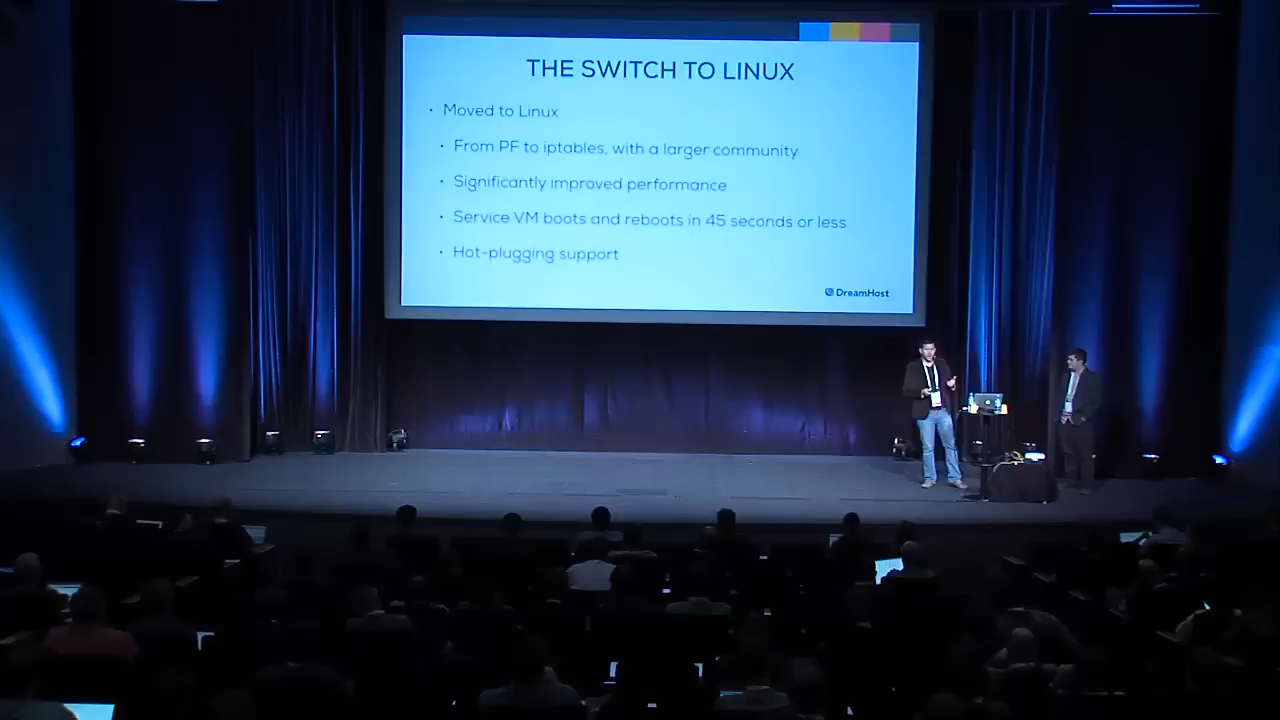 THE SWITCH TO LINUX
• Moved to Linux
• From PF to iptables, with a larger community
• Significantly improved performance
• Service VM boots and reboots in 45 seconds or less
• Hot-plugging support
DreamHost